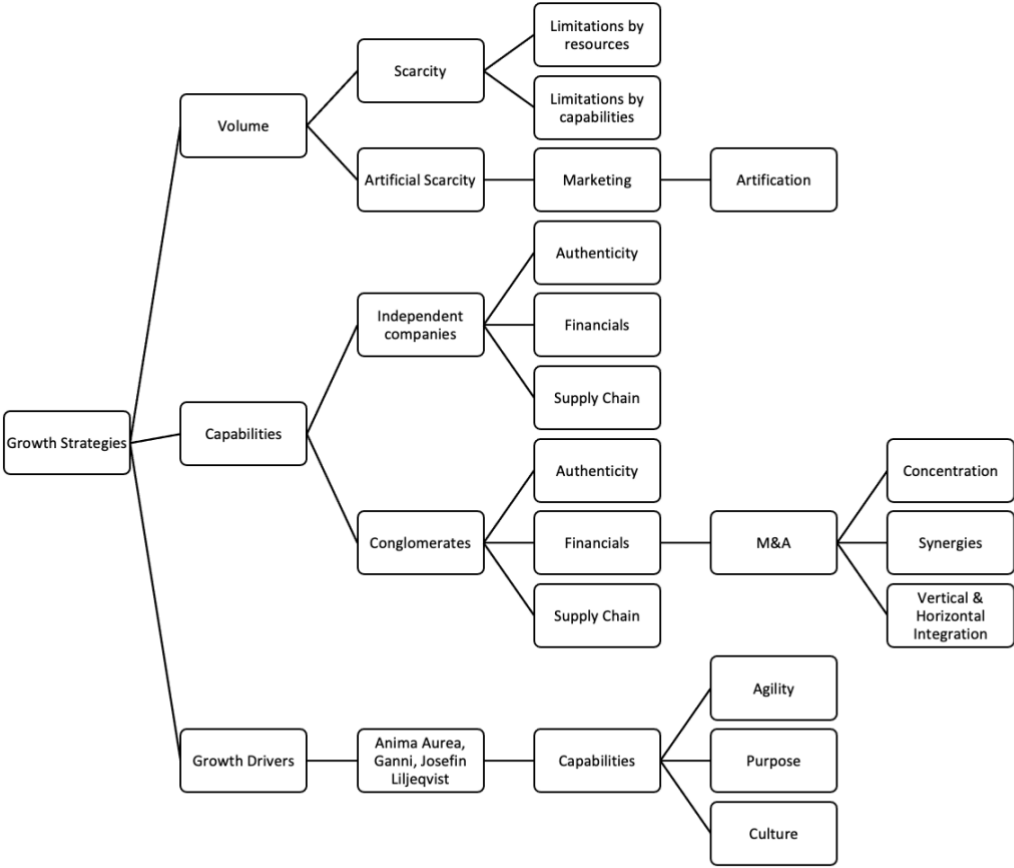 Limitations by
resources
Scarcity
Limitations by
capabilities
Volume
Artificial Scarcity
Marketing
Artification
Authenticity
Independent
companies
Financials
Supply Chain
Growth Strategies
Capabilities
Authenticity
Concentration
Conglomerates
Financials
M&A
Synergies
Supply Chain
Vertical &
Horizontal
Integration
Agility
Growth Drivers
Anima Aurea,
Ganni, Josefin
Liljeqvist
Capabilities
Purpose
Culture